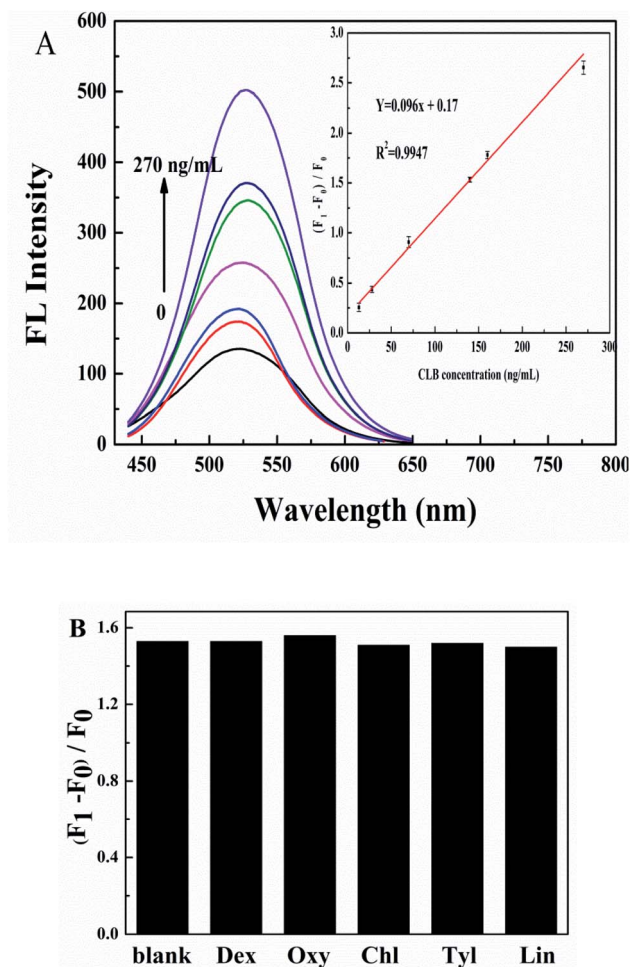 A
FL Intensity
600
500
400
300
200
100
0
270 ng/mL
0
450 500 550 600 650 700 750 800
Wavelength (nm)
(F1 -F0) / F0
3.0
2.5
2.0
1.5
1.0
0.5
0.0
Y=0.096x + 0.17
R²=0.9947
0 50 100 150 200 250 300
CLB concentration (ng/mL)
B
(F1 -F0) / F0
1.6
1.2
0.8
0.4
0.0
blank Dex Oxy Chl Tyl Lin